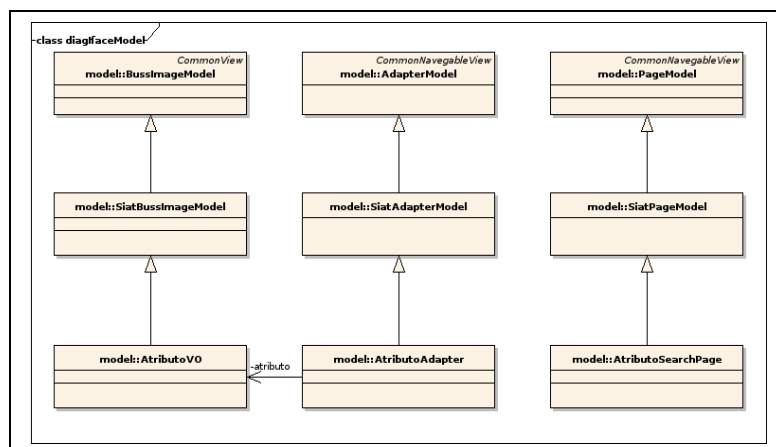 class diagIfaceModel
CommonView
model::BussImageModel
CommonNavegableView
model::AdapterModel
CommonNavegableView
model::PageModel
model::SiatBussImageModel
model::SiatAdapterModel
model::SiatPageModel
model::AtributoVO
-atributo
model::AtributoAdapter
model::AtributoSearchPage